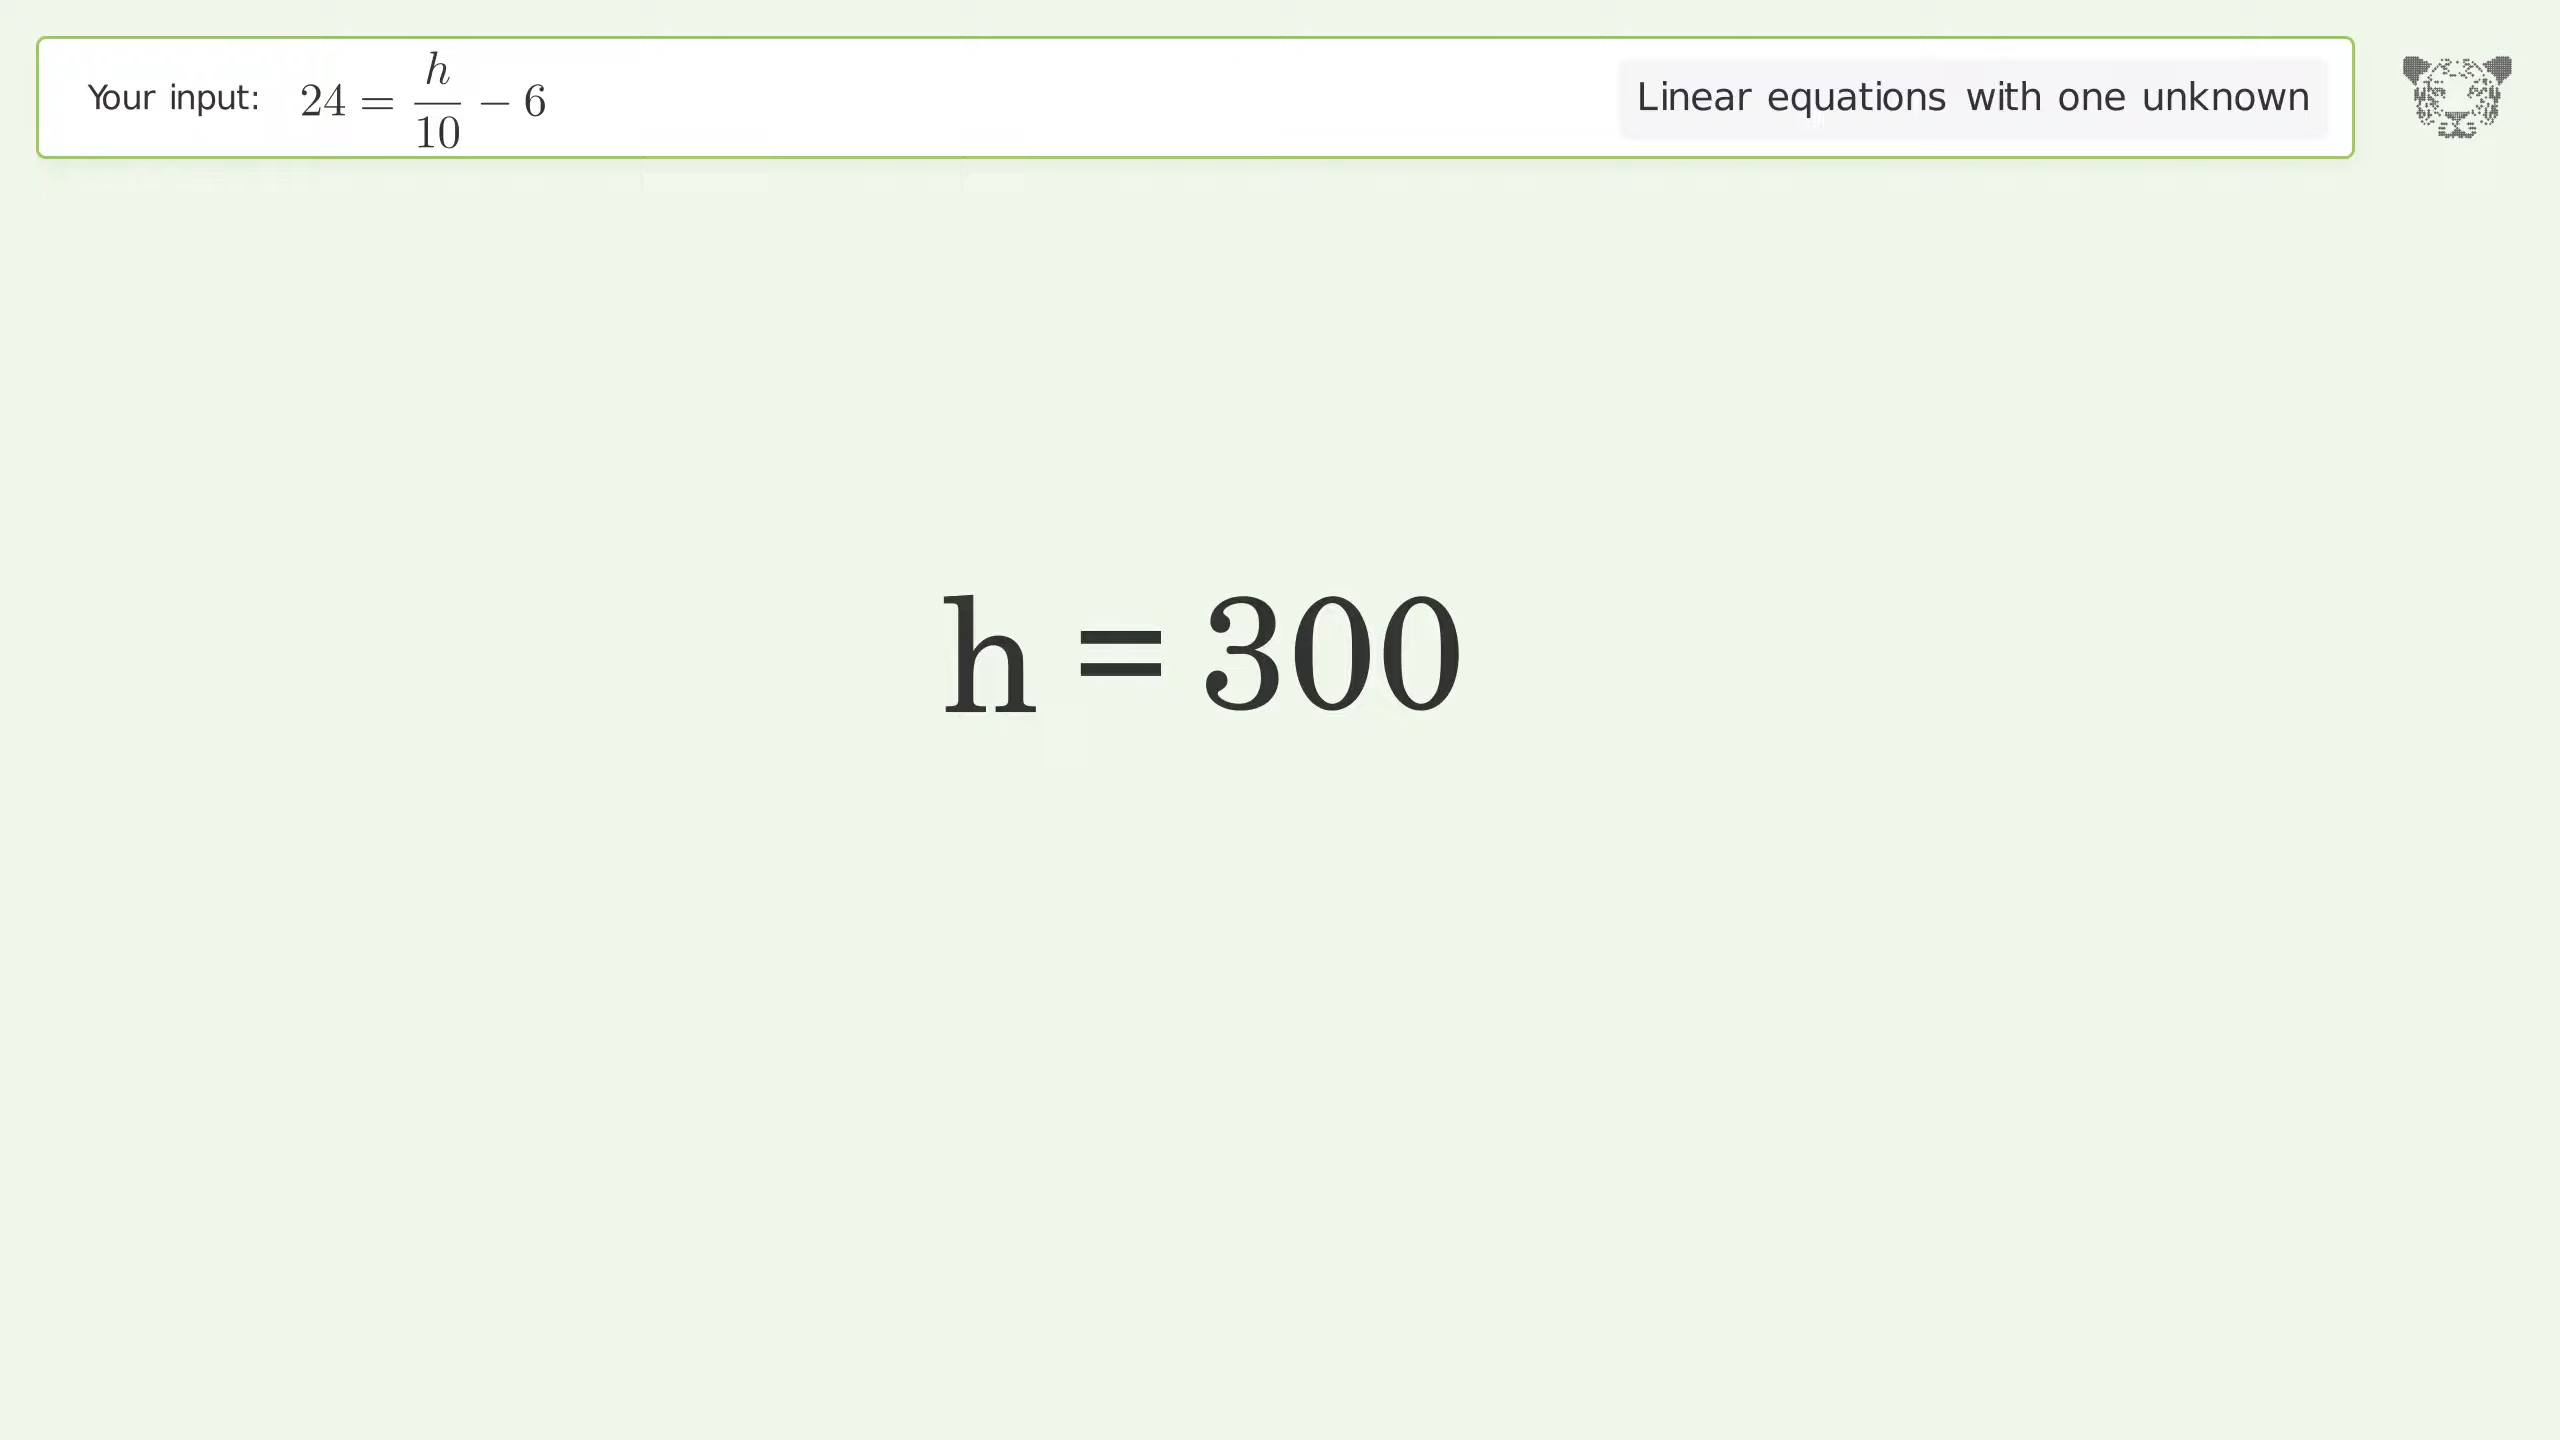 Your input: 24 = h/10 − 6
Linear equations with one unknown
h = 300